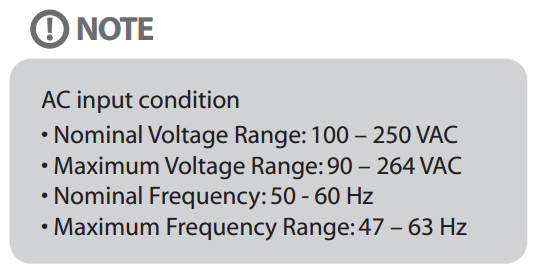 NOTE
AC input condition
• Nominal Voltage Range: 100 – 250 VAC
• Maximum Voltage Range: 90 – 264 VAC
• Nominal Frequency: 50 - 60 Hz
• Maximum Frequency Range: 47 – 63 Hz